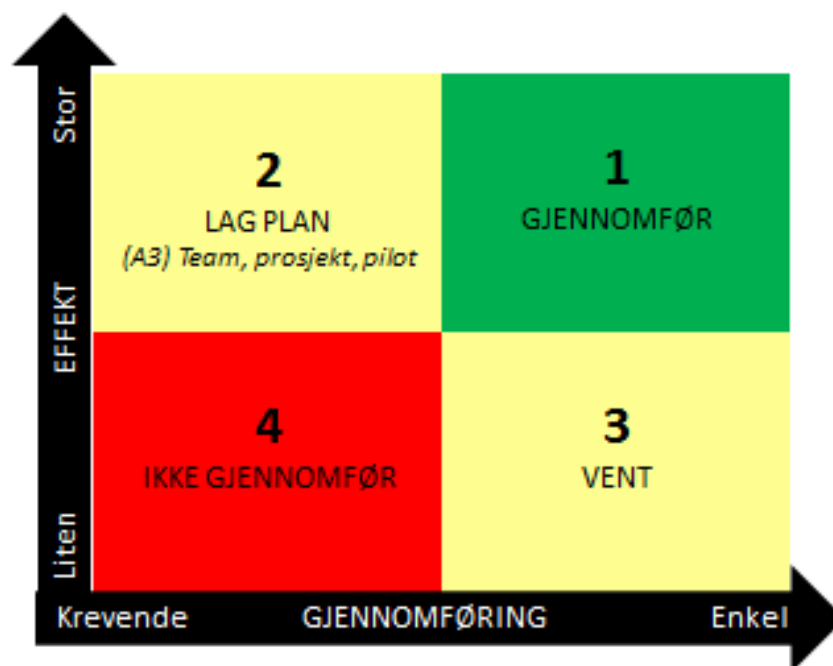 Stor
EFFEKT
Liten
2
LAG PLAN
(A3) Team, prosjekt, pilot
1
GJENNOMFØR
4
IKKE GJENNOMFØR
3
VENT
Krevende GJENNOMFØRING Enkel